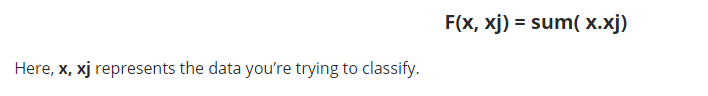 F(x, xj) = sum( x.xj)
Here, x, xj represents the data you’re trying to classify.